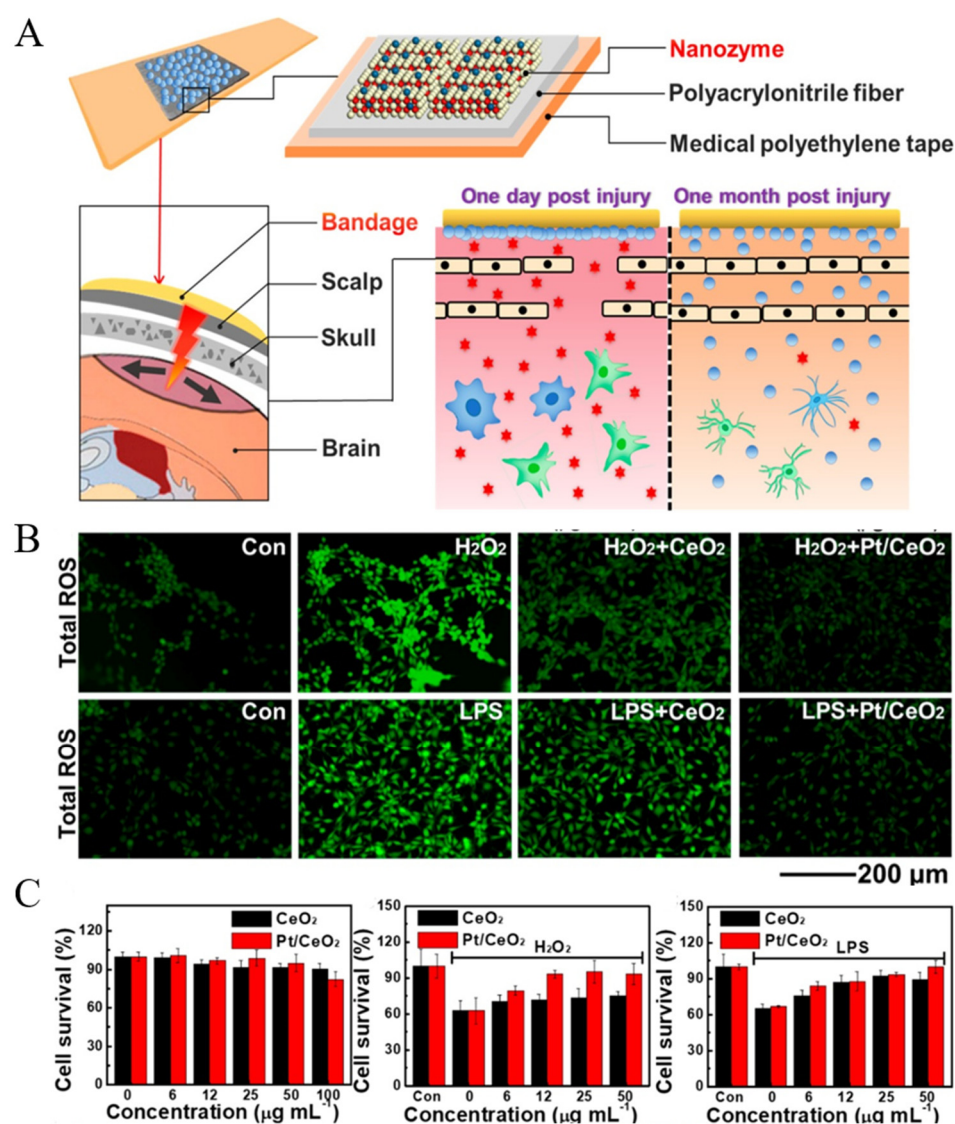 A
Nanozyme
Polyacrylonitrile fiber
Medical polyethylene tape
Bandage
Scalp
Skull
Brain
One day post injury
One month post injury
B
Total ROS
Con
H₂O₂
H₂O₂+CeO₂
H₂O₂+Pt/CeO₂
Total ROS
Con
LPS
LPS+CeO₂
LPS+Pt/CeO₂
200 μm
C
Cell survival (%)
120
90
60
30
0
CeO₂
Pt/CeO₂
0 6 12 25 50 100
Concentration (μg mL⁻¹)
Cell survival (%)
150
120
90
60
30
0
CeO₂
Pt/CeO₂
H₂O₂
Con 0 6 12 25 50
Concentration (μg mL⁻¹)
Cell survival (%)
150
120
90
60
30
0
CeO₂
Pt/CeO₂
LPS
Con 0 6 12 25 50
Concentration (μg mL⁻¹)